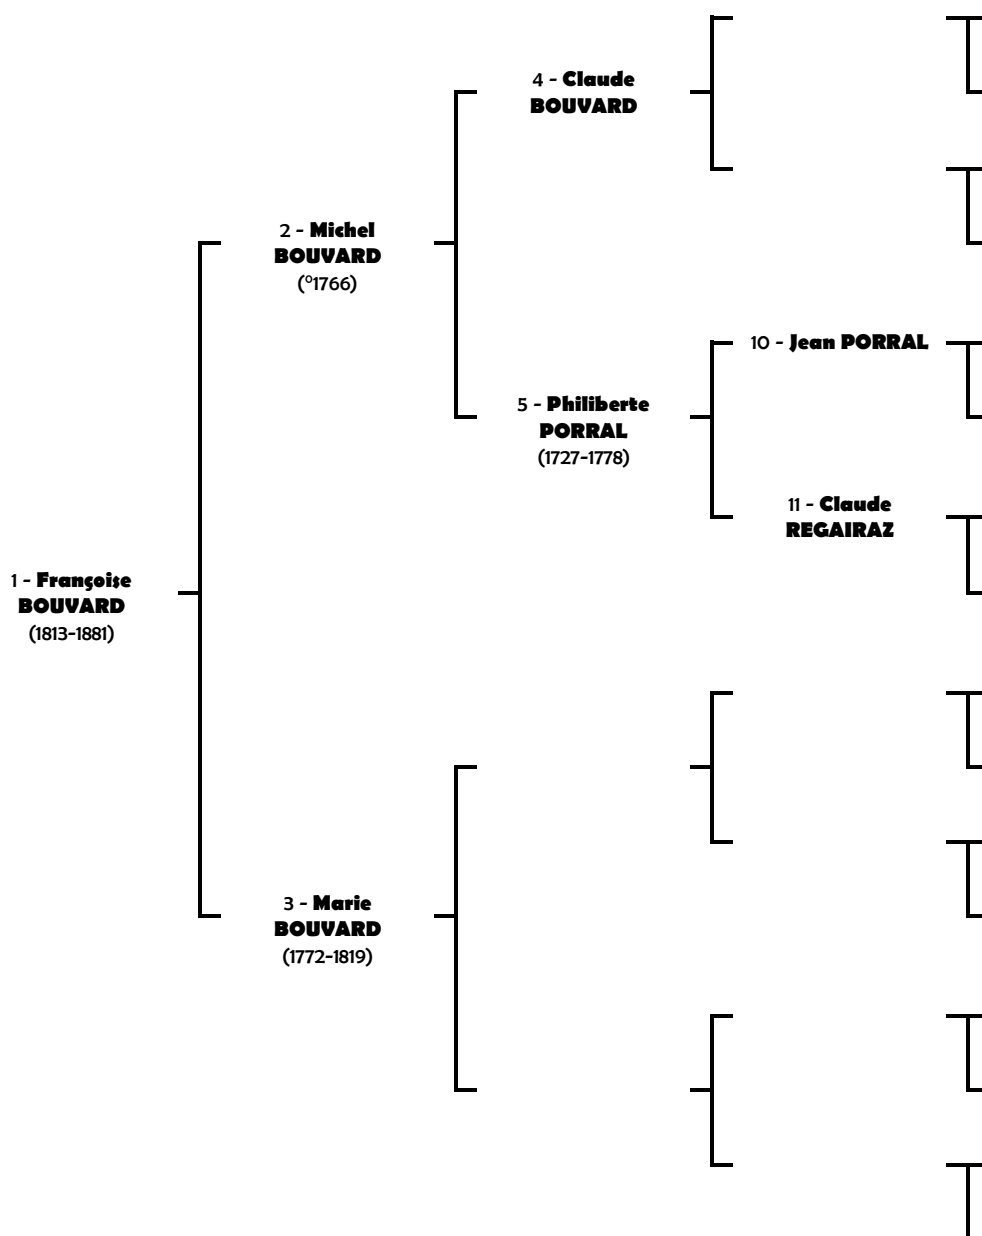 4 - Claude
BOUVARD
2 - Michel
BOUVARD
(°1766)
10 - Jean PORRAL
5 - Philiberte
PORRAL
(1727-1778)
11 - Claude
REGAIRAZ
1 - Françoise
BOUVARD
(1813-1881)
3 - Marie
BOUVARD
(1772-1819)